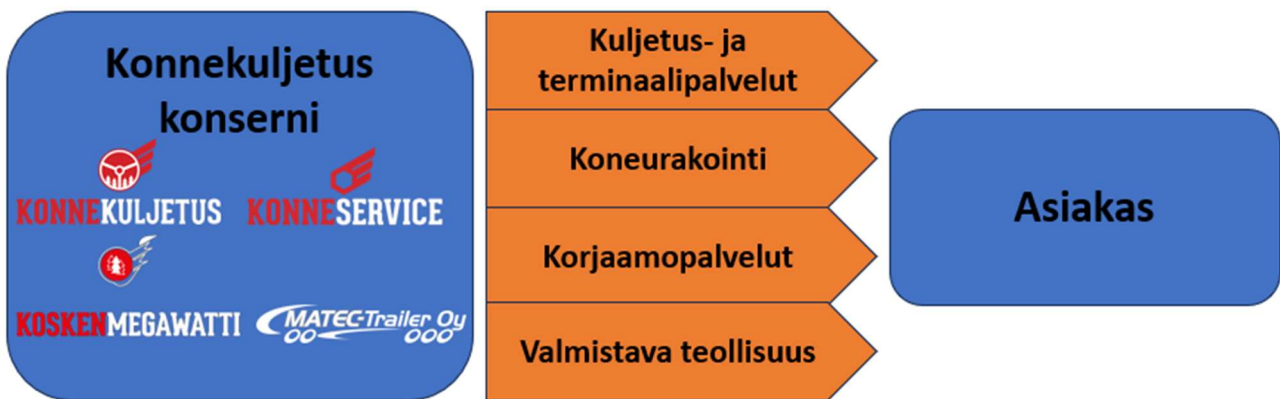 Konnekuljetus
konserni
KONNEKULJETUS
KONNESERVICE
KOSKENMEGAWATTI
MATEC-Trailer Oy
Kuljetus- ja
terminaalipalvelut
Koneurakointi
Korjaamopalvelut
Valmistava teollisuus
Asiakas